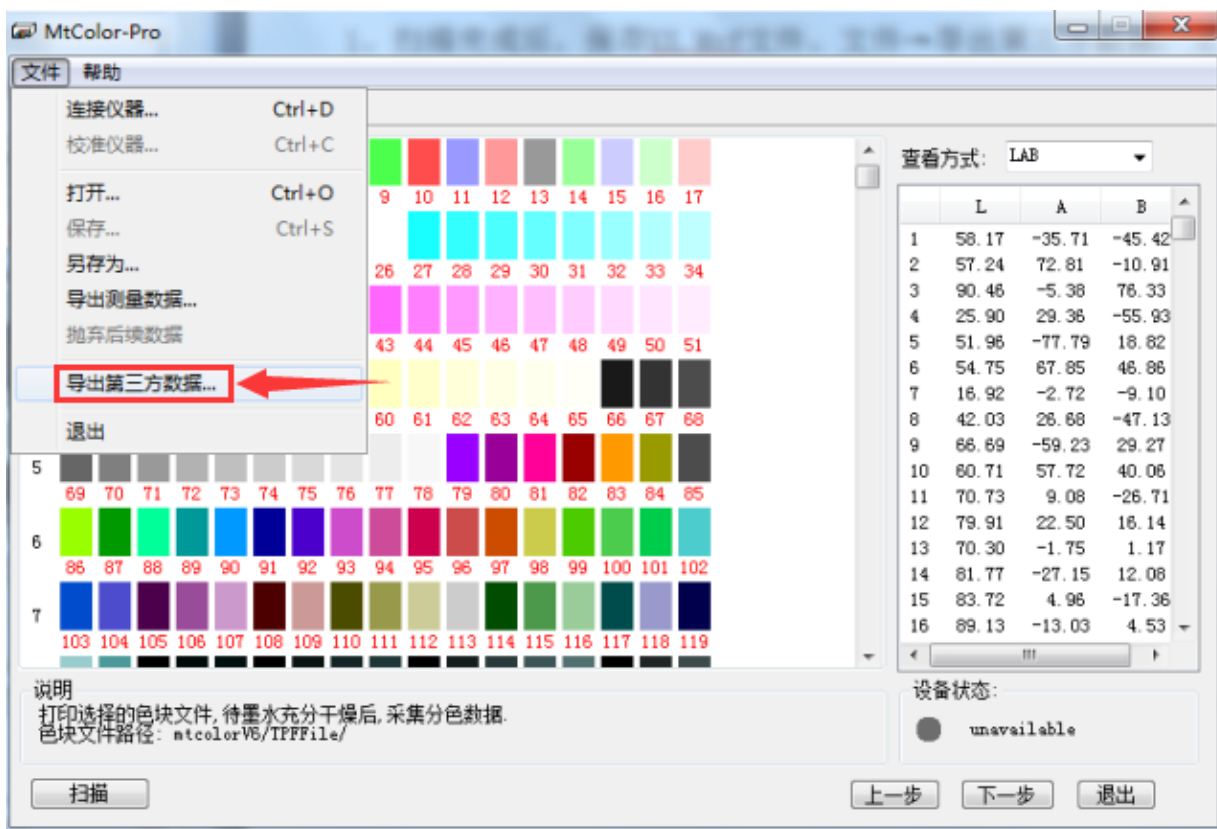 MtColor-Pro
文件 帮助
连接仪器... Ctrl+D
校准仪器... Ctrl+C
打开... Ctrl+O
保存... Ctrl+S
另存为...
导出测量数据...
抛弃后续数据
导出第三方数据...
退出
9 10 11 12 13 14 15 16 17
26 27 28 29 30 31 32 33 34
43 44 45 46 47 48 49 50 51
60 61 62 63 64 65 66 67 68
5
69 70 71 72 73 74 75 76 77 78 79 80 81 82 83 84 85
6
86 87 88 89 90 91 92 93 94 95 96 97 98 99 100 101 102
7
103 104 105 106 107 108 109 110 111 112 113 114 115 116 117 118 119
查看方式: LAB
L A B
1 58.17 -35.71 -45.42
2 57.24 72.81 -10.91
3 90.46 -5.38 76.33
4 25.90 29.36 -55.93
5 51.96 -77.79 18.82
6 54.75 67.85 46.86
7 16.92 -2.72 -9.10
8 42.03 26.68 -47.13
9 66.69 -59.23 29.27
10 60.71 57.72 40.06
11 70.73 9.08 -26.71
12 79.91 22.50 16.14
13 70.30 -1.75 1.17
14 81.77 -27.15 12.08
15 83.72 4.96 -17.36
16 89.13 -13.03 4.53
说明
打印选择的色块文件,待墨水充分干燥后,采集分色数据.
色块文件路径: mtcolorV6/TPFFile/
设备状态:
unavailable
扫描 上一步 下一步 退出